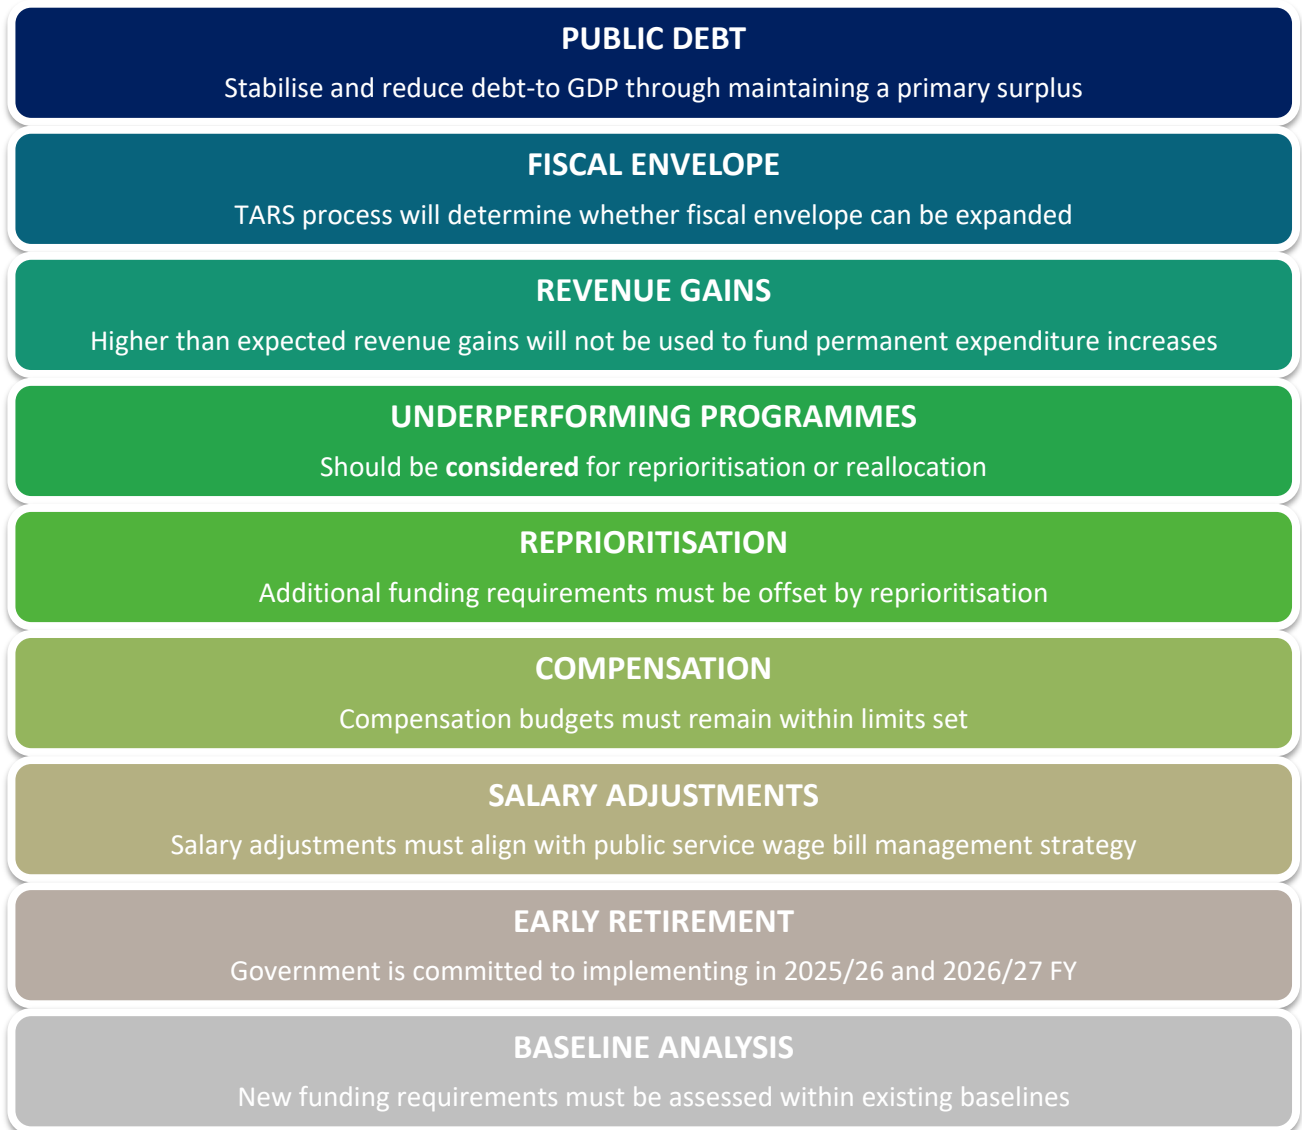 PUBLIC DEBT
Stabilise and reduce debt-to GDP through maintaining a primary surplus
FISCAL ENVELOPE
TARS process will determine whether fiscal envelope can be expanded
REVENUE GAINS
Higher than expected revenue gains will not be used to fund permanent expenditure increases
UNDERPERFORMING PROGRAMMES
Should be considered for reprioritisation or reallocation
REPRIORITISATION
Additional funding requirements must be offset by reprioritisation
COMPENSATION
Compensation budgets must remain within limits set
SALARY ADJUSTMENTS
Salary adjustments must align with public service wage bill management strategy
EARLY RETIREMENT
Government is committed to implementing in 2025/26 and 2026/27 FY
BASELINE ANALYSIS
New funding requirements must be assessed within existing baselines